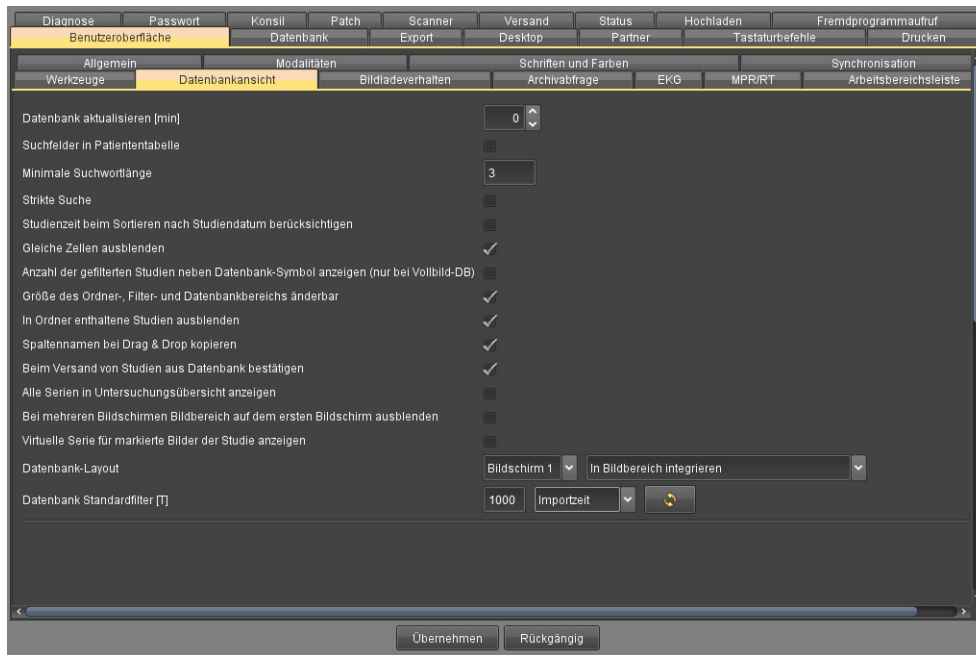 Diagnose Passwort Konsil Patch Scanner Versand Status Hochladen Fremdprogrammaufruf
Benutzeroberfläche Datenbank Export Desktop Partner Tastaturbefehle Drucken
Allgemein Modalitäten Schriften und Farben Synchronisation
Werkzeuge Datenbankansicht Bildladeverhalten Archivabfrage EKG MPR/RT Arbeitsbereichsleiste
Datenbank aktualisieren [min] 0
Suchfelder in Patiententabelle
Minimale Suchwortlänge 3
Strikte Suche
Studienzeit beim Sortieren nach Studiendatum berücksichtigen
Gleiche Zellen ausblenden
Anzahl der gefilterten Studien neben Datenbank-Symbol anzeigen (nur bei Vollbild-DB)
Größe des Ordner-, Filter- und Datenbankbereichs änderbar
In Ordner enthaltene Studien ausblenden
Spaltennamen bei Drag & Drop kopieren
Beim Versand von Studien aus Datenbank bestätigen
Alle Serien in Untersuchungsübersicht anzeigen
Bei mehreren Bildschirmen Bildbereich auf dem ersten Bildschirm ausblenden
Virtuelle Serie für markierte Bilder der Studie anzeigen
Datenbank-Layout Bildschirm 1 In Bildbereich integrieren
Datenbank Standardfilter [T] 1000 Importzeit
Übernehmen Rückgängig